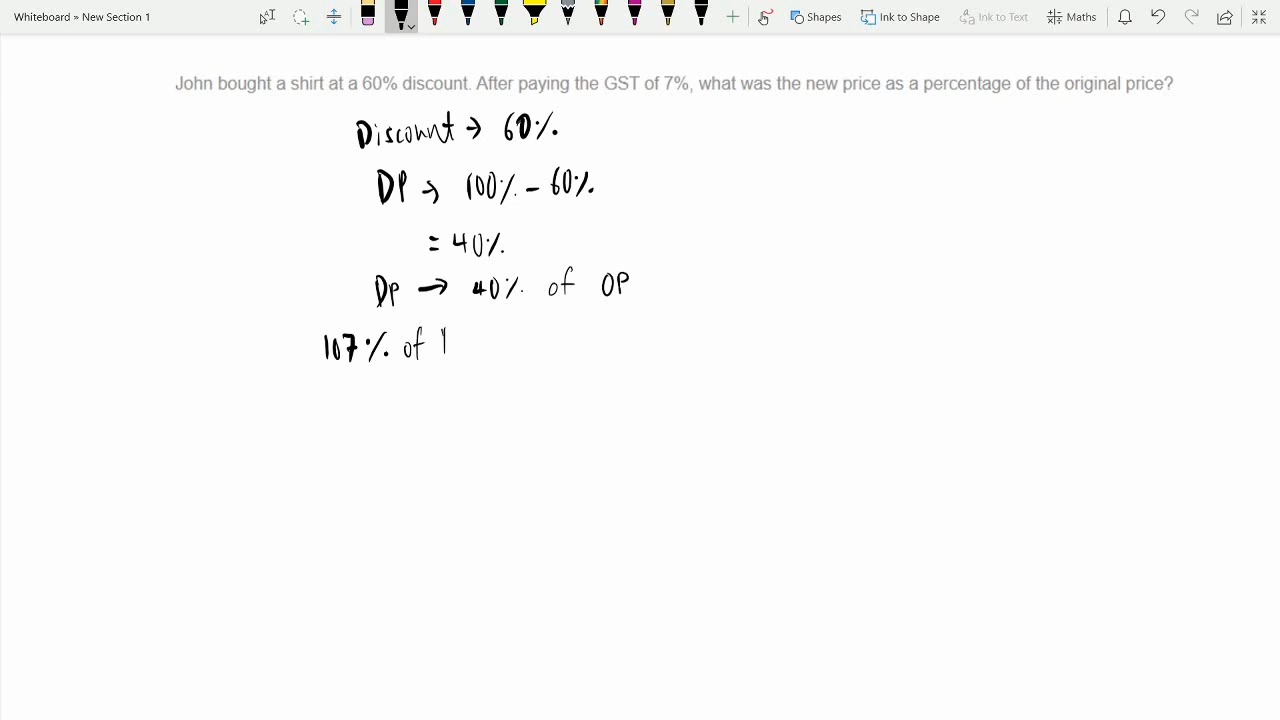 Whiteboard » New Section 1 Shapes Ink to Shape Ink to Text Maths
John bought a shirt at a 60% discount. After paying the GST of 7%, what was the new price as a percentage of the original price?
Discount → 60%
DP → 100% - 60%
= 40%
DP → 40% of OP
107% of